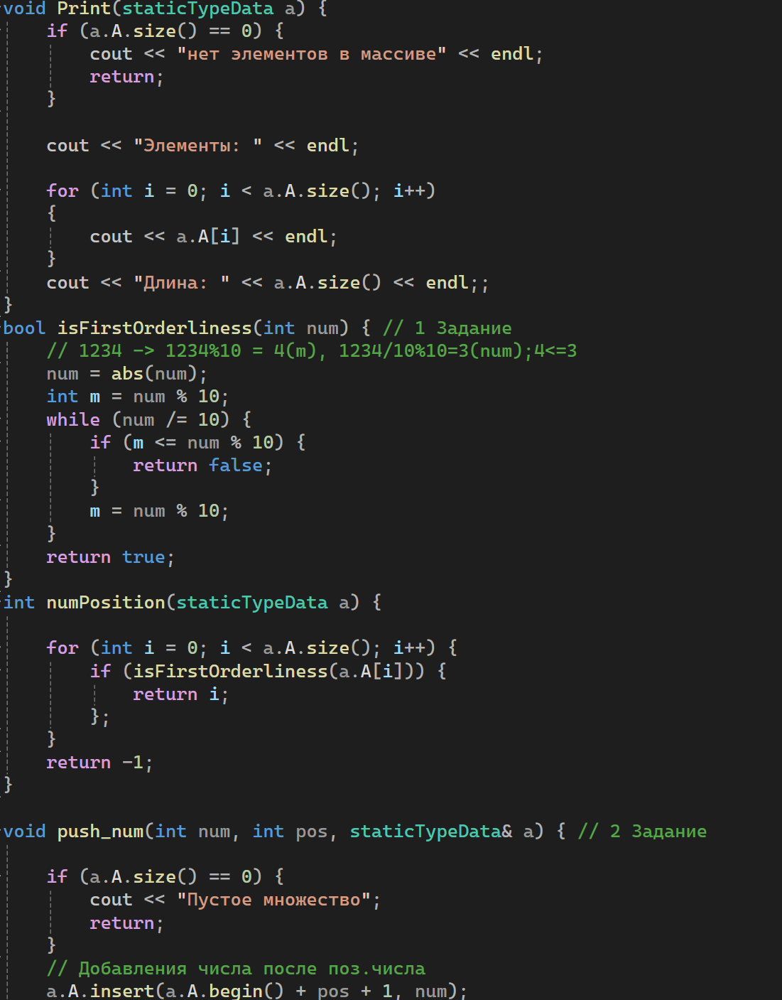 void Print(staticTypeData a) {
    if (a.A.size() == 0) {
        cout << "нет элементов в массиве" << endl;
        return;
    }

    cout << "Элементы: " << endl;

    for (int i = 0; i < a.A.size(); i++)
    {
        cout << a.A[i] << endl;
    }
    cout << "Длина: " << a.A.size() << endl;;
}
bool isFirstOrderliness(int num) { // 1 Задание
    // 1234 -> 1234%10 = 4(m), 1234/10%10=3(num);4<=3
    num = abs(num);
    int m = num % 10;
    while (num /= 10) {
        if (m <= num % 10) {
            return false;
        }
        m = num % 10;
    }
    return true;
}
int numPosition(staticTypeData a) {

    for (int i = 0; i < a.A.size(); i++) {
        if (isFirstOrderliness(a.A[i])) {
            return i;
        };
    }
    return -1;
}

void push_num(int num, int pos, staticTypeData& a) { // 2 Задание

    if (a.A.size() == 0) {
        cout << "Пустое множество";
        return;
    }
    // Добавления числа после поз.числа
    a.A.insert(a.A.begin() + pos + 1, num);